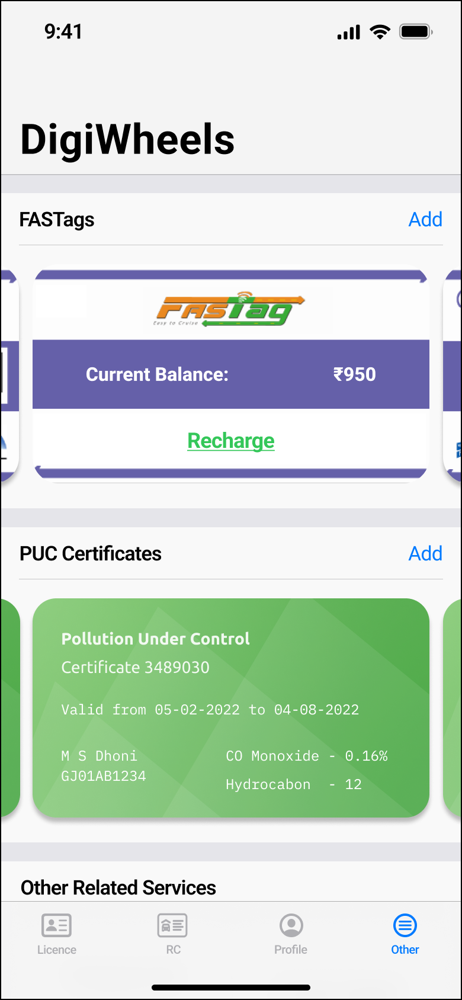 9:41
DigiWheels
FASTags
Add
FASTag
Easy to Cruise
Current Balance:
₹950
Recharge
PUC Certificates
Add
Pollution Under Control
Certificate 3489030
Valid from 05-02-2022 to 04-08-2022
M S Dhoni
CO Monoxide - 0.16%
GJ01AB1234
Hydrocabon - 12
Other Related Services
Licence
RC
Profile
Other